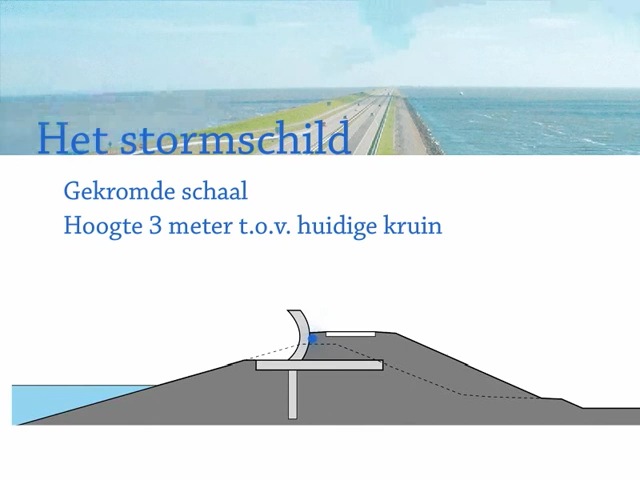 Het stormschild
Gekromde schaal
Hoogte 3 meter t.o.v. huidige kruin